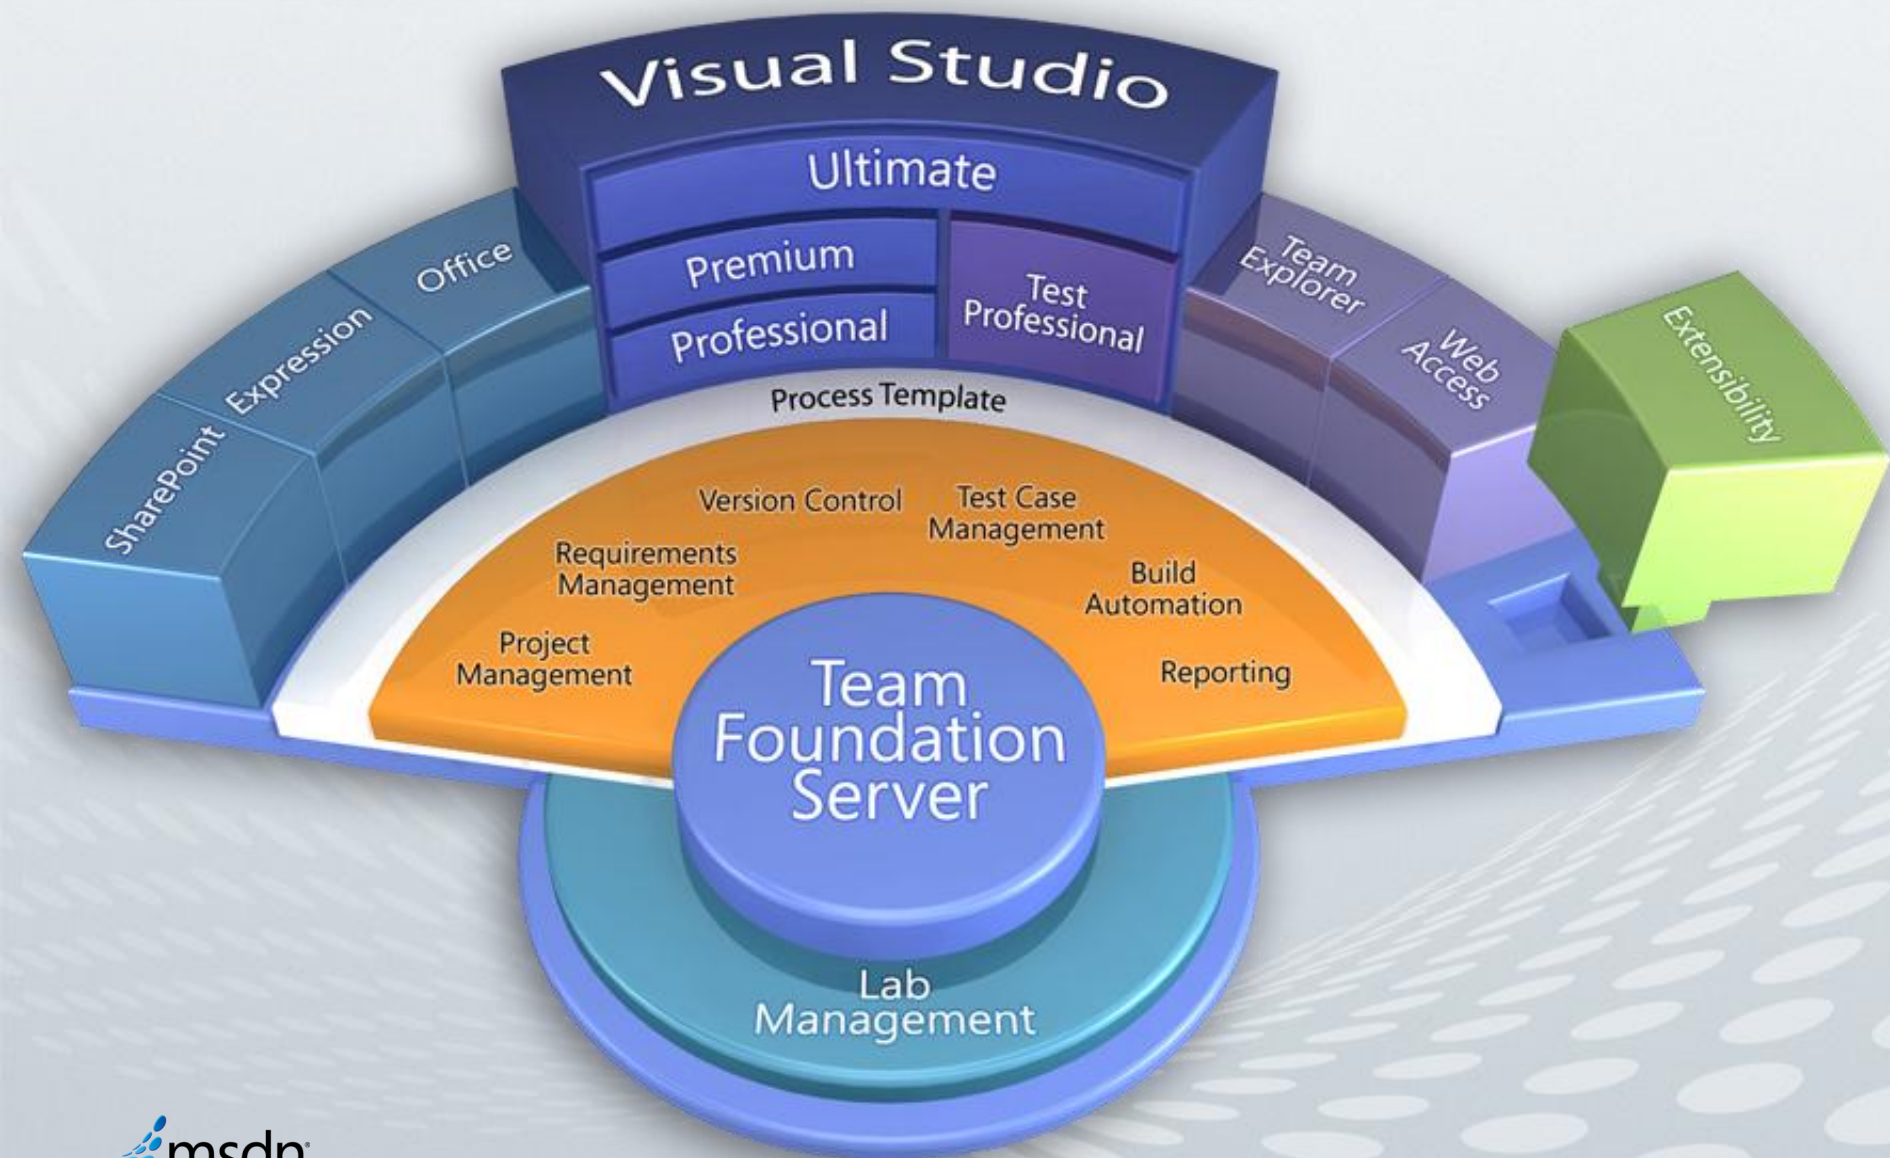 Visual Studio
Ultimate
Premium
Professional
Test
Professional
Office
Expression
SharePoint
Team
Explorer
Web
Access
Extensibility
Process Template
Version Control
Test Case
Management
Requirements
Management
Build
Automation
Project
Management
Reporting
Team
Foundation
Server
Lab
Management
msdn